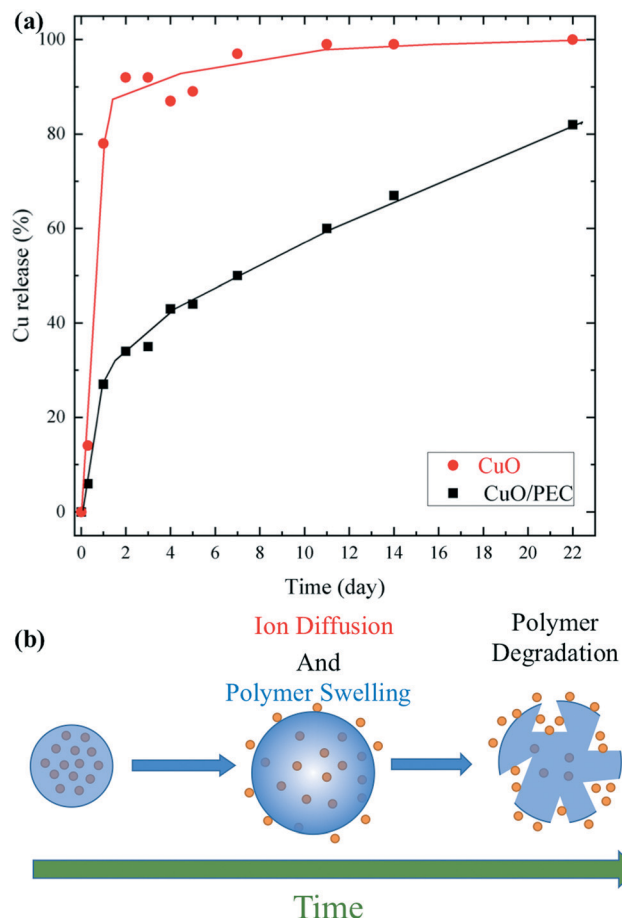 (a)
100
80
60
40
20
0
Cu release (%)
CuO
CuO/PEC
0 2 4 6 8 10 12 14 16 18 20 22
Time (day)
(b)
Ion Diffusion
And
Polymer Swelling
Polymer
Degradation
Time